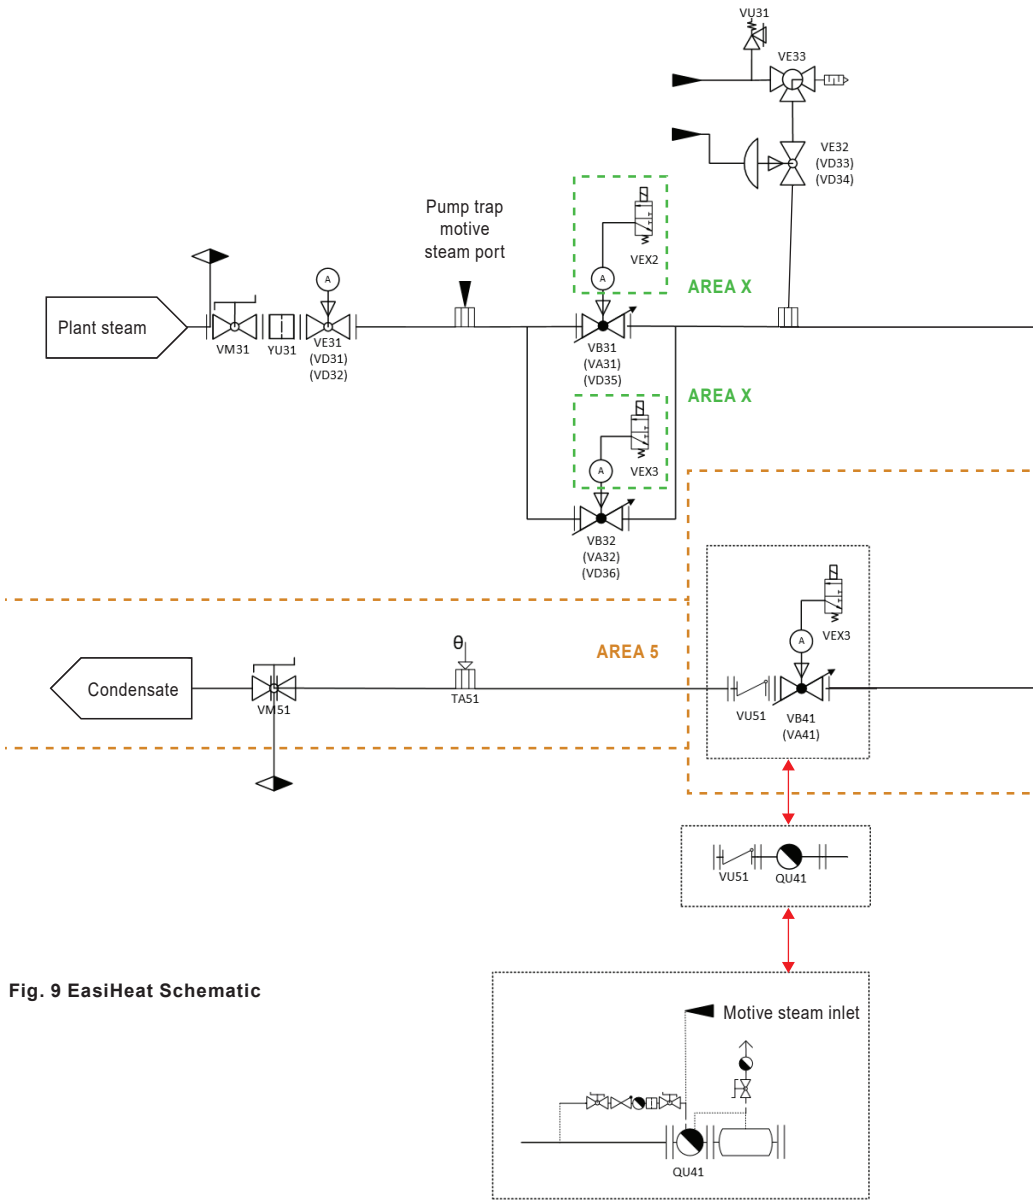 VU31
VE33
VE32
(VD33)
(VD34)
Pump trap
motive
steam port
VEX2
A
AREA X
A
Plant steam
VM31
YU31
VE31
(VD31)
(VD32)
VB31
(VA31)
(VD35)
AREA X
VEX3
A
VB32
(VA32)
(VD36)
AREA 5
θ
VEX3
A
Condensate
VM51
TA51
VU51
VB41
(VA41)
VU51
QU41
Fig. 9 EasiHeat Schematic
Motive steam inlet
QU41